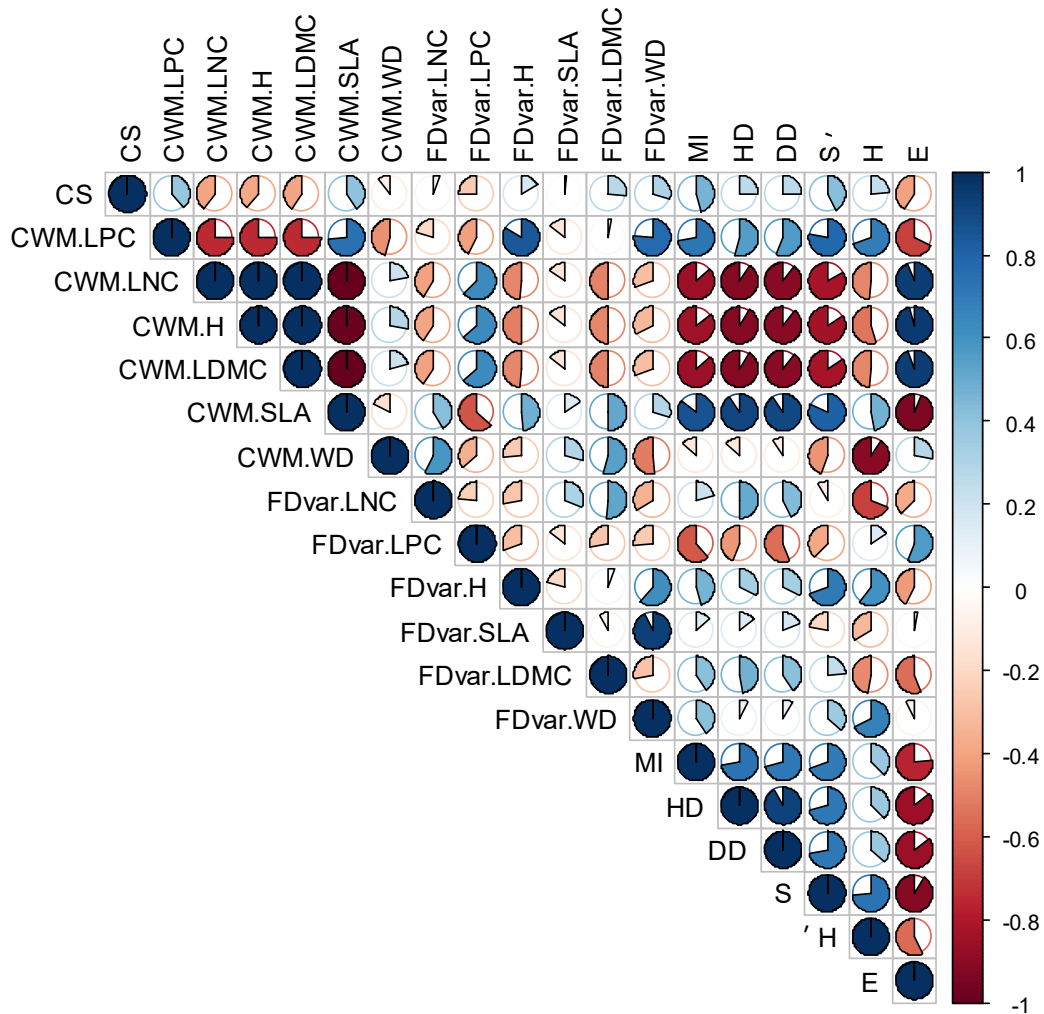 CS
CWM.LPC
CWM.LNC
CWM.H
CWM.LDMC
CWM.SLA
CWM.WD
FDvar.LNC
FDvar.LPC
FDvar.H
FDvar.SLA
FDvar.LDMC
FDvar.WD
MI
HD
DD
S ′
H
E
CS
CWM.LPC
CWM.LNC
CWM.H
CWM.LDMC
CWM.SLA
CWM.WD
FDvar.LNC
FDvar.LPC
FDvar.H
FDvar.SLA
FDvar.LDMC
FDvar.WD
MI
HD
DD
S
′ H
E
1
0.8
0.6
0.4
0.2
0
-0.2
-0.4
-0.6
-0.8
-1